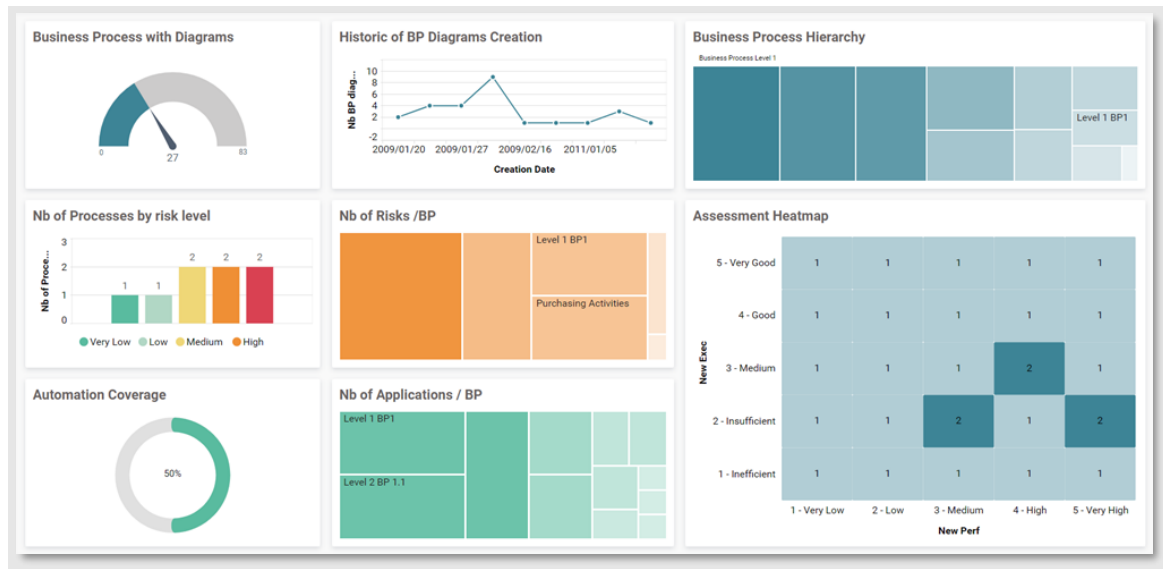 Business Process with Diagrams
0
27
83
Historic of BP Diagrams Creation
Nb BP diag...
10
8
6
4
2
-2
2009/01/20 2009/01/27 2009/02/16 2011/01/05
Creation Date
Business Process Hierarchy
Business Process Level 1
Level 1 BP1
Nb of Processes by risk level
Nb of Proce...
3
2
1
0
1 1 2 2 2
Very Low Low Medium High
Nb of Risks /BP
Level 1 BP1
Purchasing Activities
Assessment Heatmap
New Exec
5 - Very Good 1 1 1 1 1
4 - Good 1 1 1 1 1
3 - Medium 1 1 1 2 1
2 - Insufficient 1 1 2 1 2
1 - Inefficient 1 1 1 1 1
1 - Very Low 2 - Low 3 - Medium 4 - High 5 - Very High
New Perf
Automation Coverage
50%
Nb of Applications / BP
Level 1 BP1
Level 2 BP 1.1